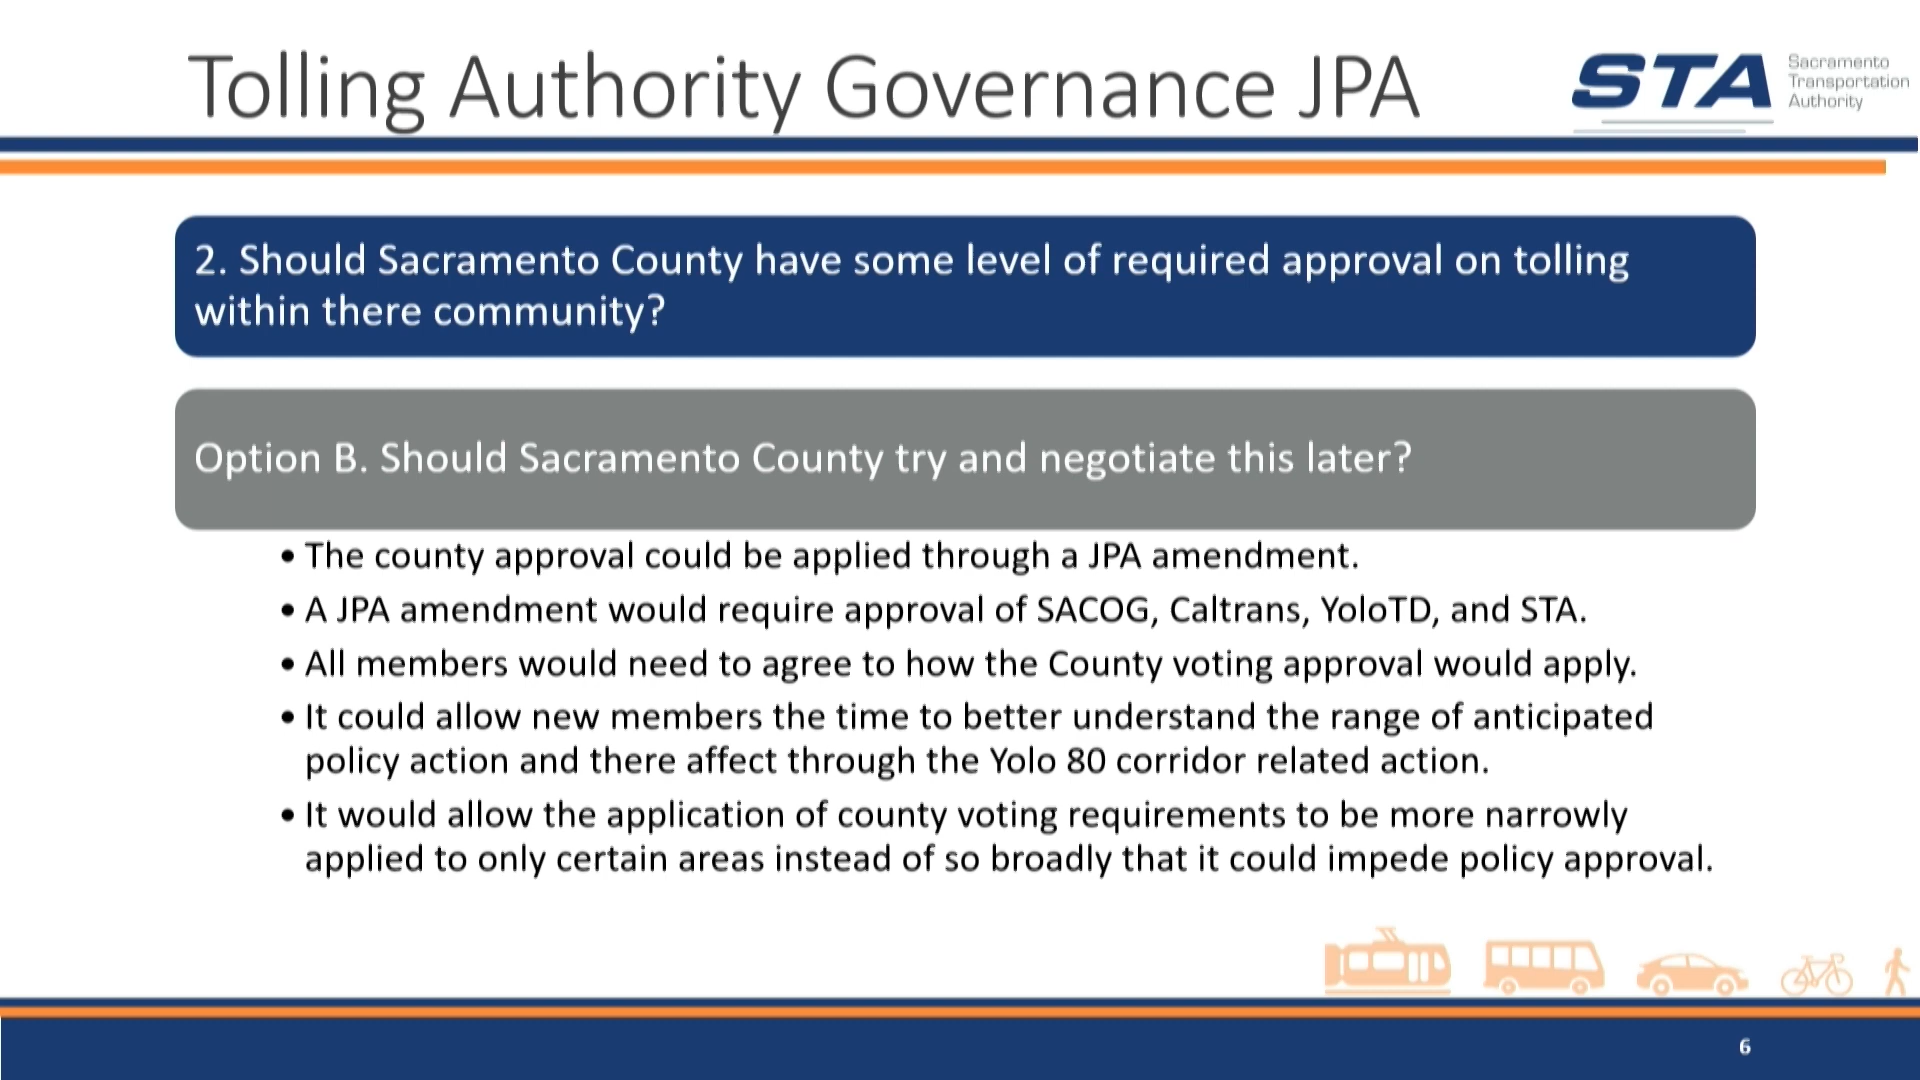 Tolling Authority Governance JPA
STA
Sacramento
Transportation
Authority
2. Should Sacramento County have some level of required approval on tolling
within there community?
Option B. Should Sacramento County try and negotiate this later?
• The county approval could be applied through a JPA amendment.
• A JPA amendment would require approval of SACOG, Caltrans, YoloTD, and STA.
• All members would need to agree to how the County voting approval would apply.
• It could allow new members the time to better understand the range of anticipated
policy action and there affect through the Yolo 80 corridor related action.
• It would allow the application of county voting requirements to be more narrowly
applied to only certain areas instead of so broadly that it could impede policy approval.
6